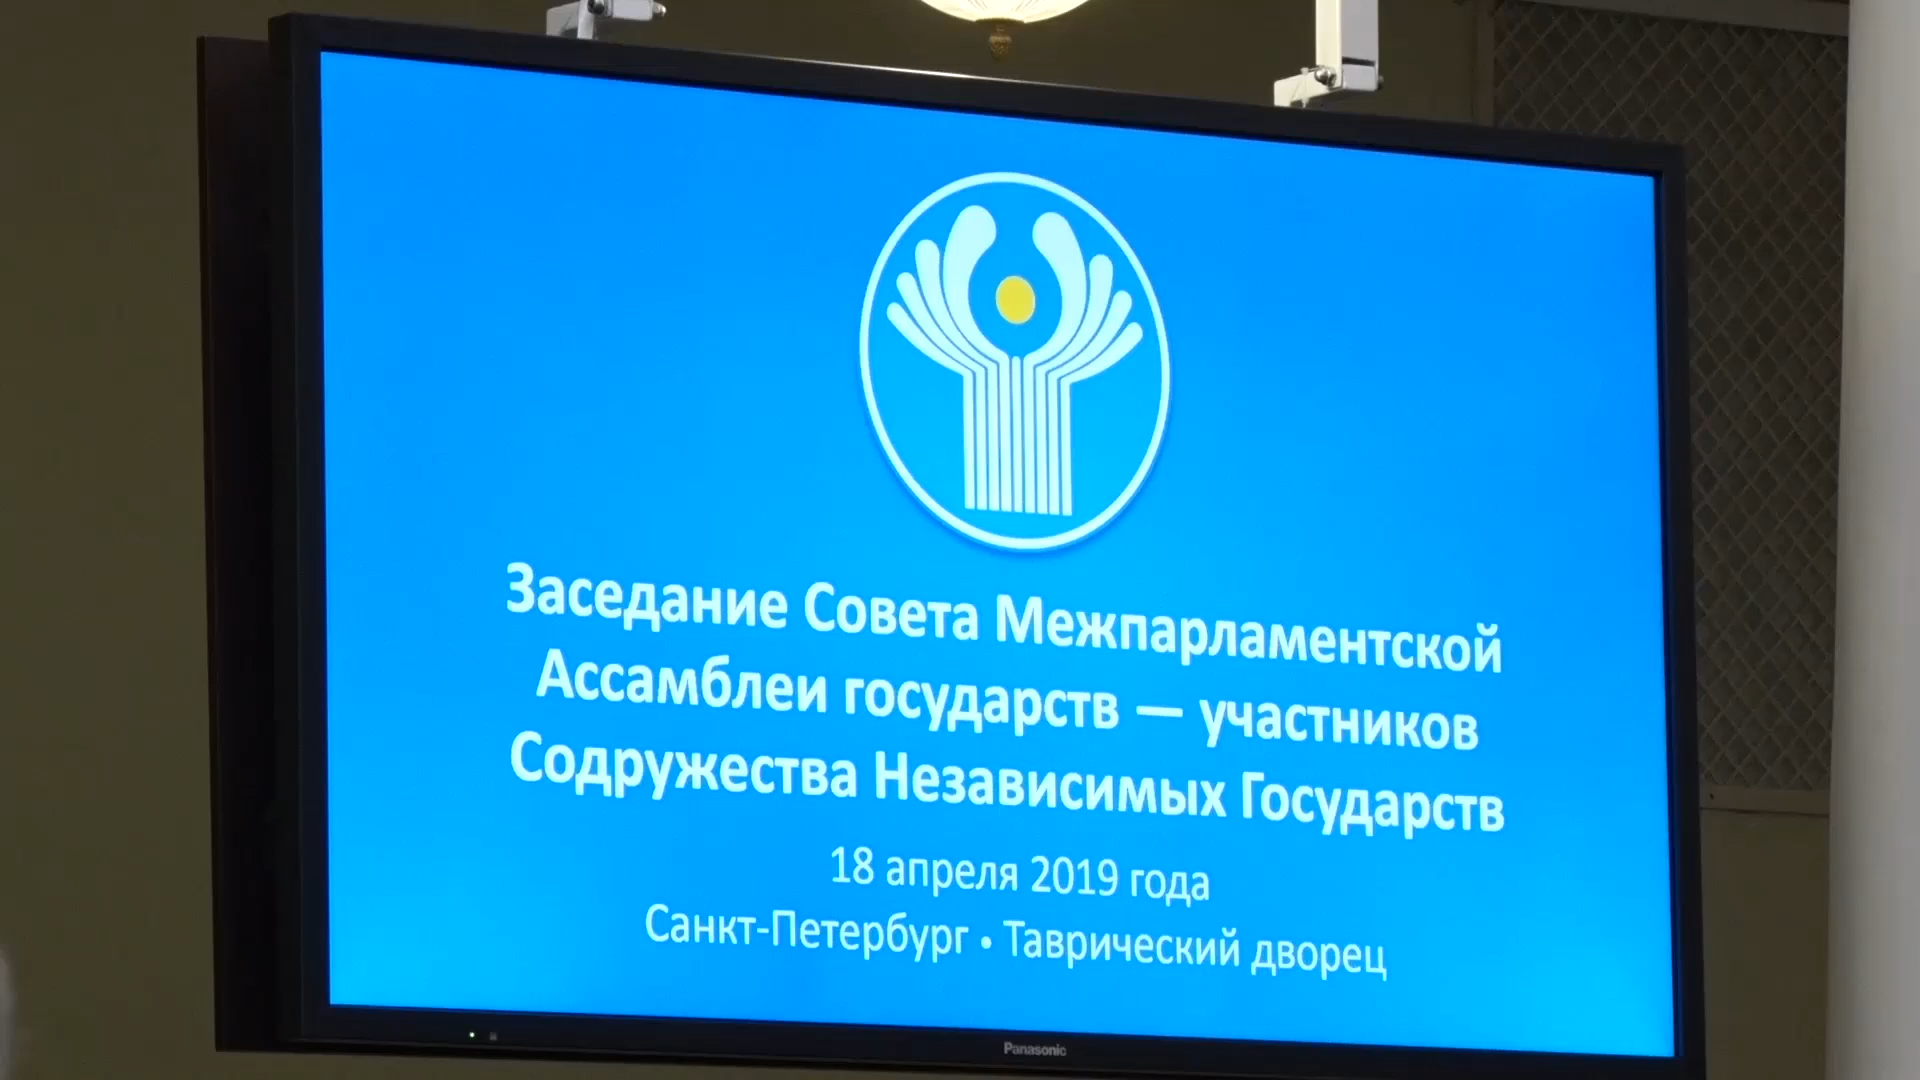 Заседание Совета Межпарламентской
Ассамблеи государств — участников
Содружества Независимых Государств
18 апреля 2019 года
Санкт-Петербург • Таврический дворец
Panasonic